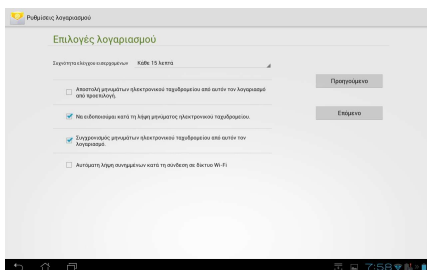 Ρυθμίσεις λογαριασμού
Επιλογές λογαριασμού
Συχνότητα ελέγχου εισερχομένων Κάθε 15 λεπτά
Προηγούμενο
Αποστολή μηνυμάτων ηλεκτρονικού ταχυδρομείου από αυτόν τον λογαριασμό
από προεπιλογή.
Επόμενο
Να ειδοποιούμαι κατά τη λήψη μηνύματος ηλεκτρονικού ταχυδρομείου.
Συγχρονισμός μηνυμάτων ηλεκτρονικού ταχυδρομείου από αυτόν τον
λογαριασμό.
Αυτόματη λήψη συνημμένων κατά τη σύνδεση σε δίκτυο Wi-Fi
7:58